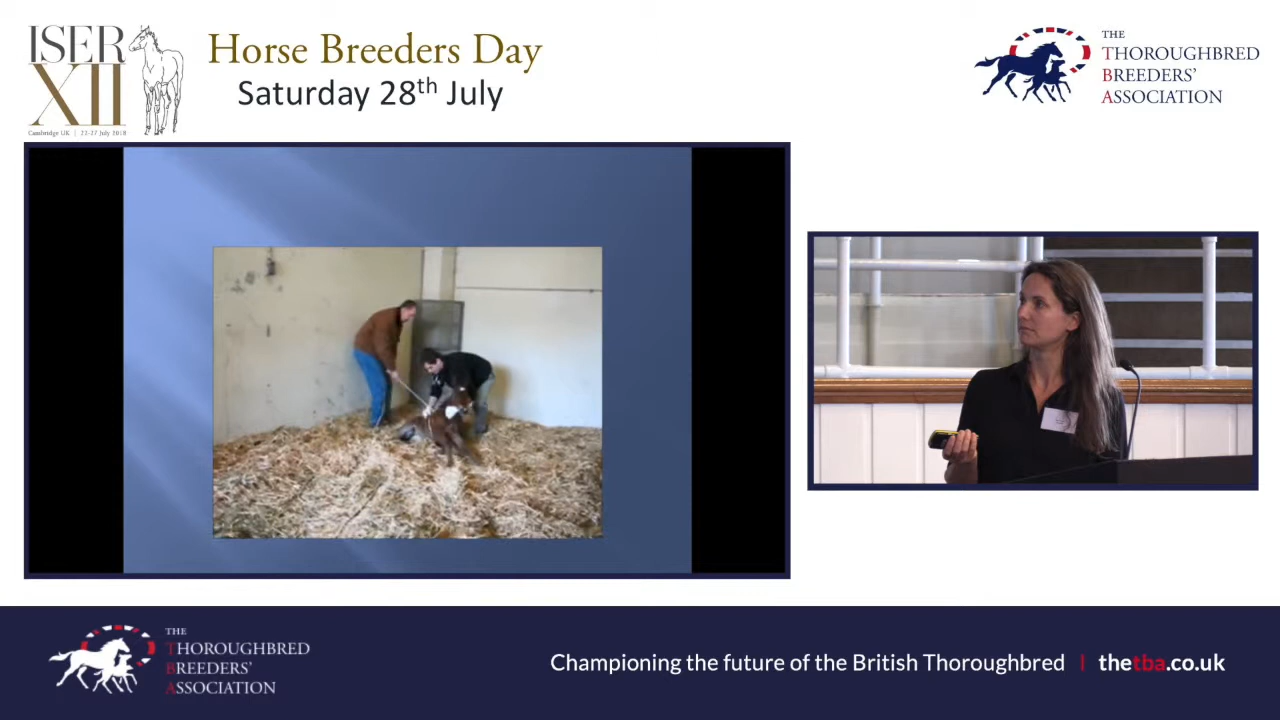 ISER
XII
Cambridge UK | 22-27 July 2018
Horse Breeders Day
Saturday 28th July
THE
THOROUGHBRED
BREEDERS'
ASSOCIATION
THE
THOROUGHBRED
BREEDERS'
ASSOCIATION
Championing the future of the British Thoroughbred | thetba.co.uk